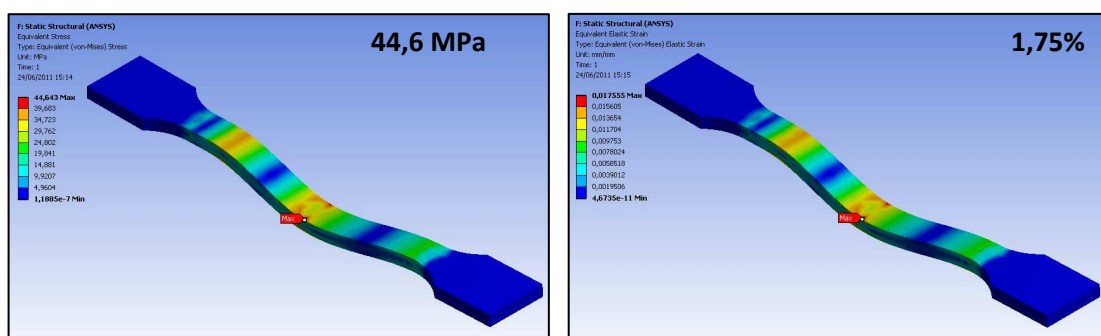 F: Static Structural (ANSYS)
Equivalent Stress
Type: Equivalent (von-Mises) Stress
Unit: MPa
Time: 1
24/06/2011 15:14
44,6 MPa
44,643 Max
39,683
34,723
29,762
24,802
19,841
14,881
9,9207
4,9604
1,1885e-7 Min
Max
F: Static Structural (ANSYS)
Equivalent Elastic Strain
Type: Equivalent (von-Mises) Elastic Strain
Unit: mm/mm
Time: 1
24/06/2011 15:15
1,75%
0,017555 Max
0,015605
0,013654
0,011704
0,009753
0,0078024
0,0058518
0,0039012
0,0019506
4,6735e-11 Min
Max